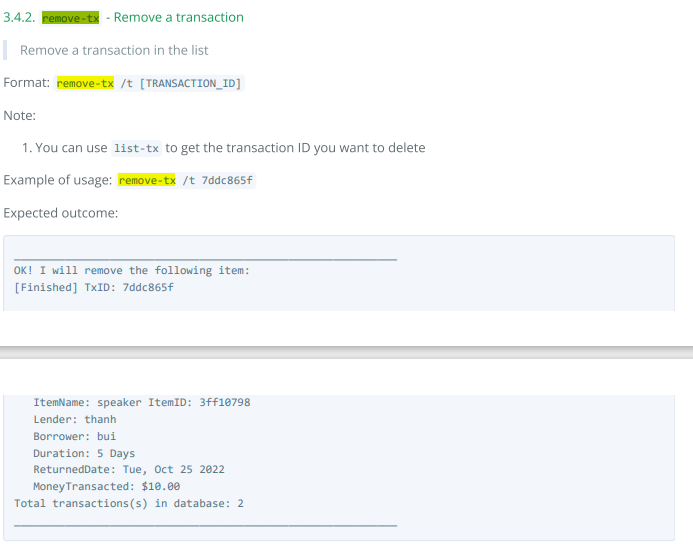 3.4.2. remove-tx - Remove a transaction
Remove a transaction in the list
Format: remove-tx /t [TRANSACTION_ID]
Note:
1. You can use list-tx to get the transaction ID you want to delete
Example of usage: remove-tx /t 7ddc865f
Expected outcome:
____________________________________________________________
OK! I will remove the following item:
[Finished] TxID: 7ddc865f
ItemName: speaker ItemID: 3ff10798
Lender: thanh
Borrower: bui
Duration: 5 Days
ReturnedDate: Tue, Oct 25 2022
MoneyTransacted: $10.00
Total transactions(s) in database: 2
____________________________________________________________